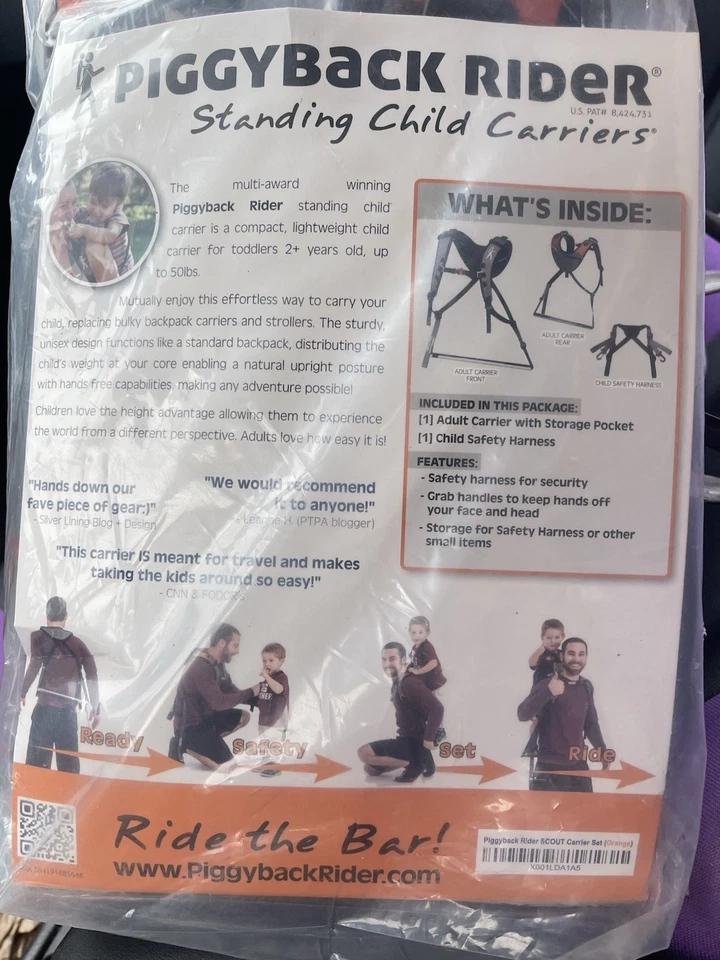 PIGGYBACK RIDER®
U.S. PAT# 8,424,731
Standing Child Carriers
The multi-award winning
Piggyback Rider standing child
carrier is a compact, lightweight child
carrier for toddlers 2+ years old, up
to 50lbs.
Mutually enjoy this effortless way to carry your
child, replacing bulky backpack carriers and strollers. The sturdy,
unisex design functions like a standard backpack, distributing the
child's weight at your core enabling a natural upright posture
with hands free capabilities, making any adventure possible!
Children love the height advantage allowing them to experience
the world from a different perspective. Adults love how easy it is!
"Hands down our
fave piece of gear:)"
- Silver Lining Blog + Design
"We would recommend
it to anyone!"
- Leanne H. (PTPA blogger)
"This carrier IS meant for travel and makes
taking the kids around so easy!"
- CNN & FODOR's
WHAT'S INSIDE:
ADULT CARRIER
FRONT
ADULT CARRIER
REAR
CHILD SAFETY HARNESS
INCLUDED IN THIS PACKAGE:
[1] Adult Carrier with Storage Pocket
[1] Child Safety Harness
FEATURES:
- Safety harness for security
- Grab handles to keep hands off
your face and head
- Storage for Safety Harness or other
small items
Ready
Safety
Set
Ride
Ride the Bar!
www.PiggybackRider.com
Piggyback Rider SCOUT Carrier Set (Orange)
X001LDA1A5